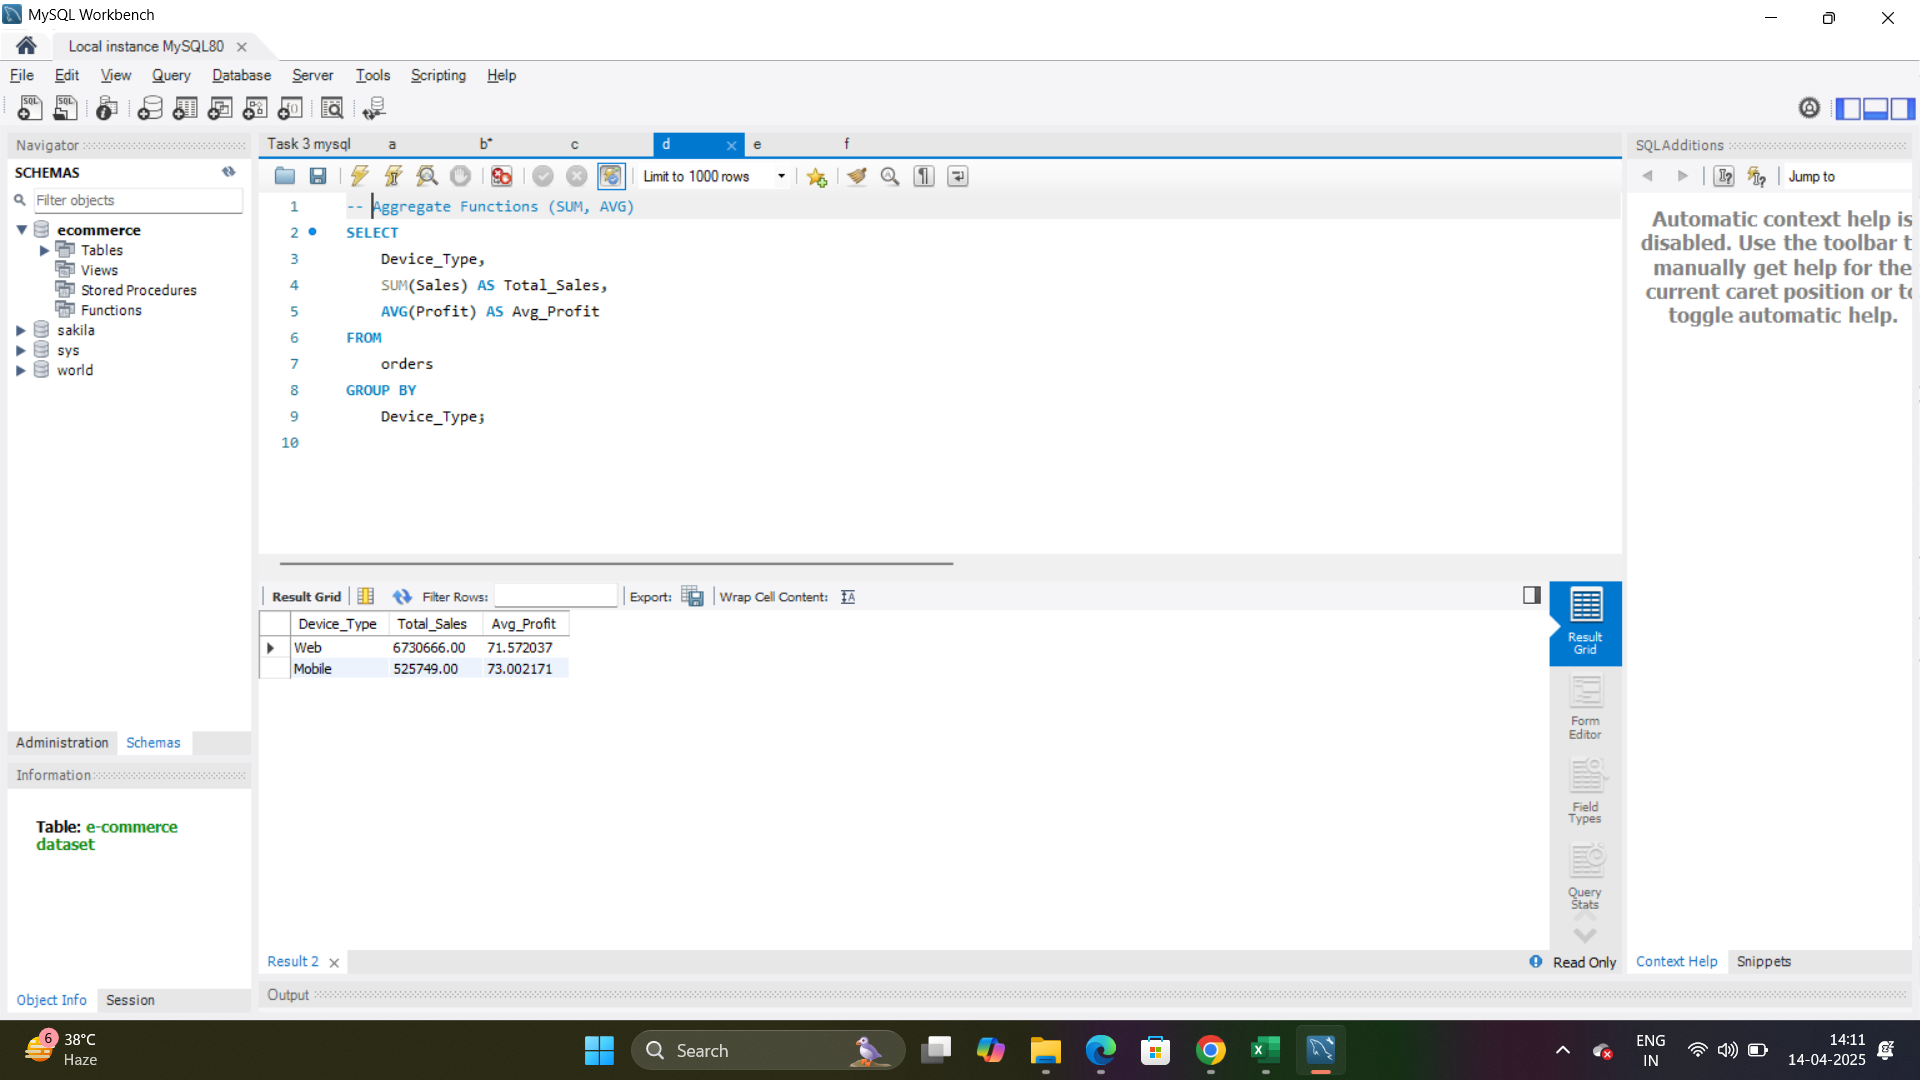 MySQL Workbench
Local instance MySQL80
File Edit View Query Database Server Tools Scripting Help
Navigator
SCHEMAS
Filter objects
ecommerce
Tables
Views
Stored Procedures
Functions
sakila
sys
world
Administration Schemas
Information
Table: e-commerce
dataset
Object Info Session
Task 3 mysql a b* c d e f
Limit to 1000 rows
1 -- Aggregate Functions (SUM, AVG)
2 SELECT
3 Device_Type,
4 SUM(Sales) AS Total_Sales,
5 AVG(Profit) AS Avg_Profit
6 FROM
7 orders
8 GROUP BY
9 Device_Type;
10
Result Grid Filter Rows: Export: Wrap Cell Content:
Device_Type Total_Sales Avg_Profit
Web 6730666.00 71.572037
Mobile 525749.00 73.002171
Result
Grid
Form
Editor
Field
Types
Query
Stats
Result 2
Read Only
Output
SQLAdditions
Jump to
Automatic context help is
disabled. Use the toolbar t
manually get help for the
current caret position or to
toggle automatic help.
Context Help Snippets
6
38°C
Haze
Search
ENG
IN
14:11
14-04-2025